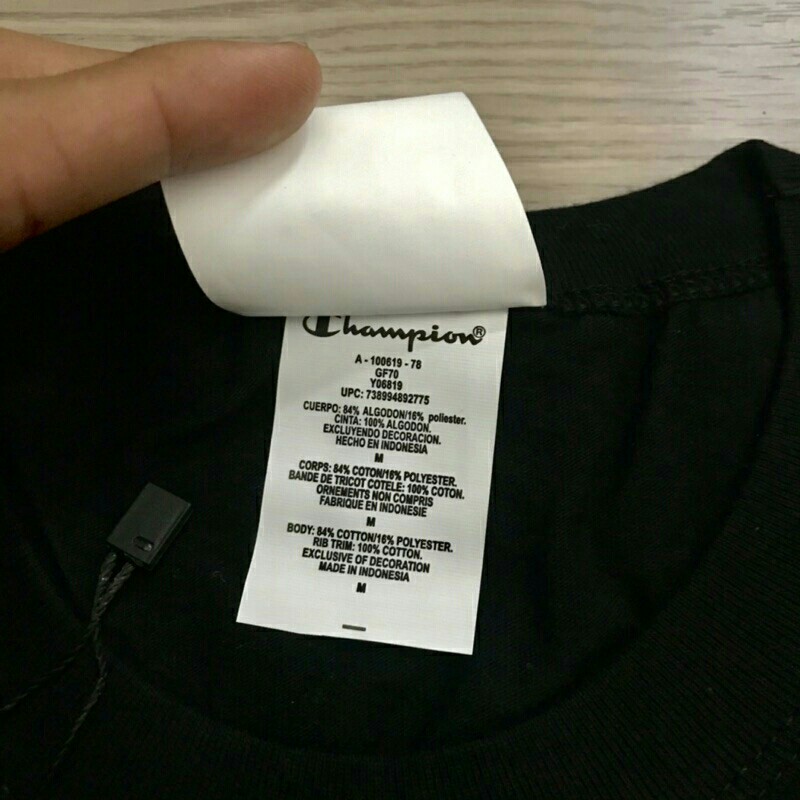 Champion®
A - 100619 - 78
GF70
Y06819
UPC: 738994892775
CUERPO: 84% ALGODON/16% poliester.
CINTA: 100% ALGODON.
EXCLUYENDO DECORACION.
HECHO EN INDONESIA
M
CORPS: 84% COTON/16% POLYESTER.
BANDE DE TRICOT COTELE: 100% COTON.
ORNEMENTS NON COMPRIS
FABRIQUE EN INDONESIE
M
BODY: 84% COTTON/16% POLYESTER.
RIB TRIM: 100% COTTON.
EXCLUSIVE OF DECORATION
MADE IN INDONESIA
M